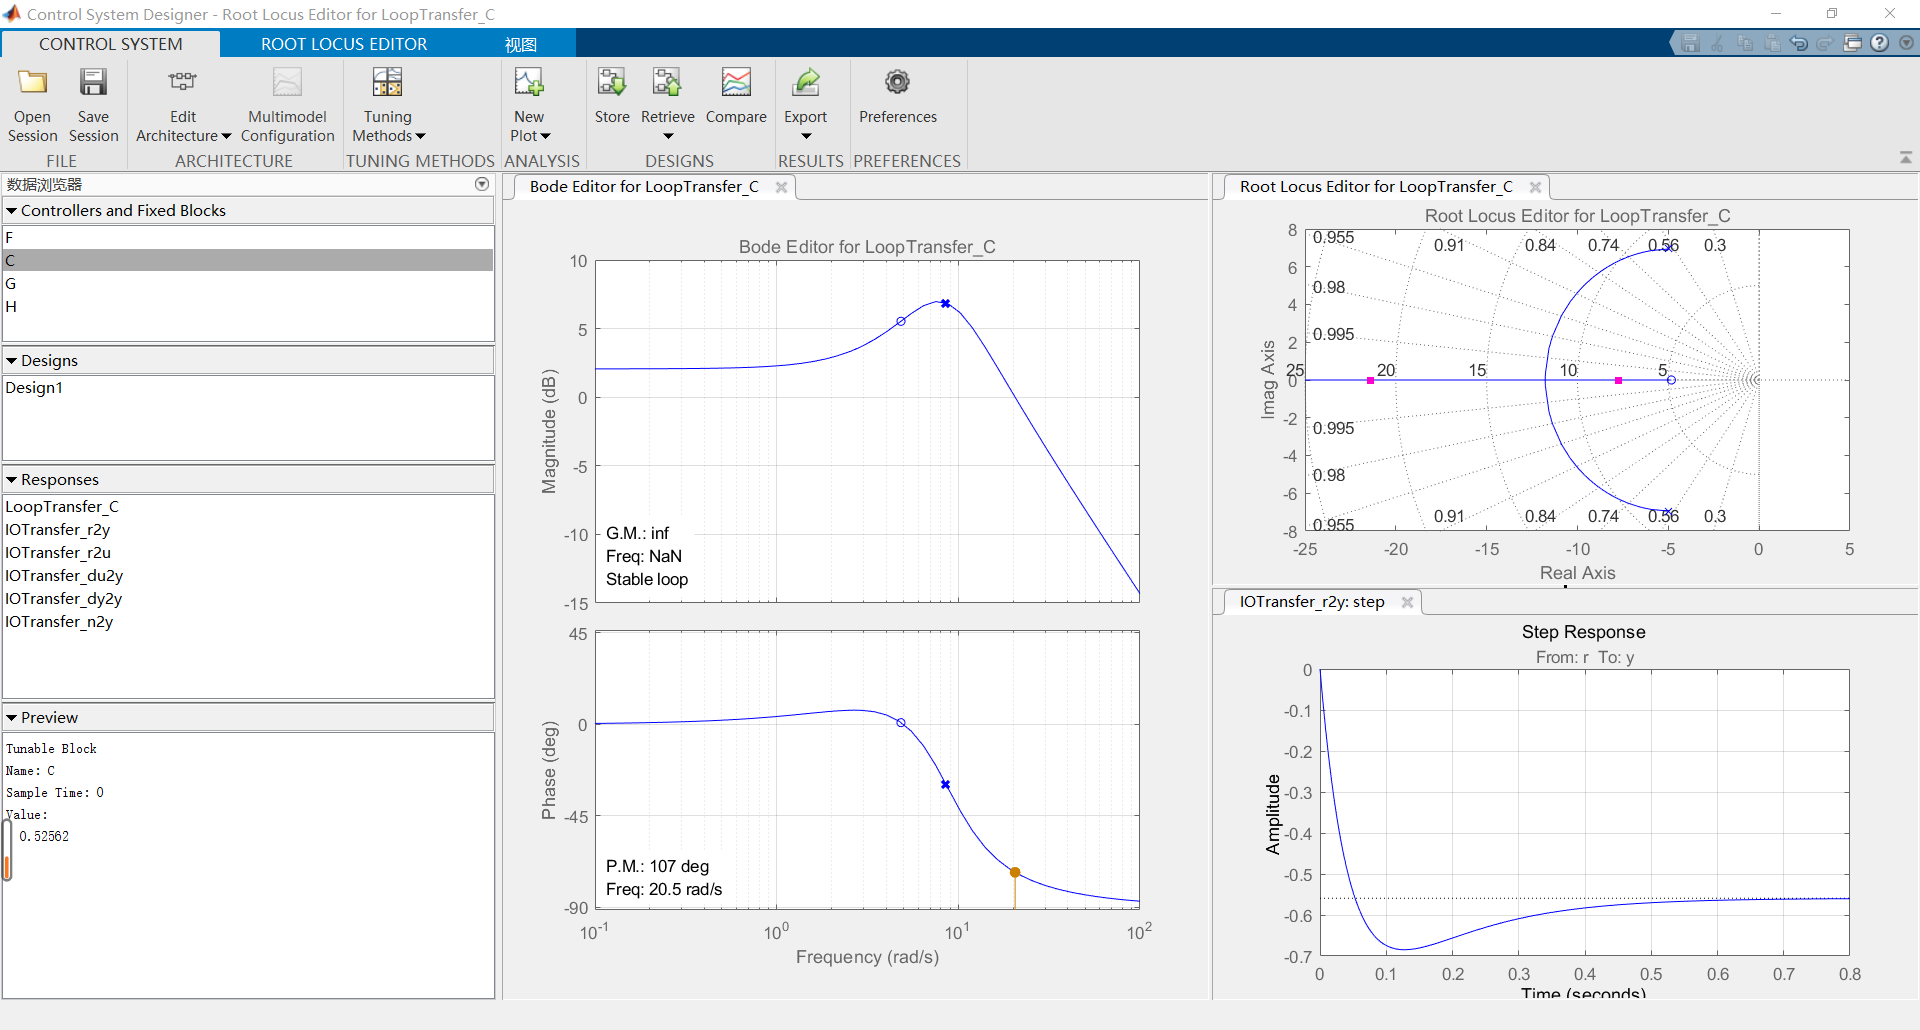 Control System Designer - Root Locus Editor for LoopTransfer_C
CONTROL SYSTEM
ROOT LOCUS EDITOR
视图
Open Session
Save Session
Edit Architecture
Multimodel Configuration
Tuning Methods
New Plot
Store
Retrieve
Compare
Export
Preferences
FILE
ARCHITECTURE
TUNING METHODS
ANALYSIS
DESIGNS
RESULTS
PREFERENCES
数据浏览器
Controllers and Fixed Blocks
F
C
G
H
Designs
Design1
Responses
LoopTransfer_C
IOTransfer_r2y
IOTransfer_r2u
IOTransfer_du2y
IOTransfer_dy2y
IOTransfer_n2y
Preview
Tunable Block
Name: C
Sample Time: 0
Value:
0.52562
Bode Editor for LoopTransfer_C
Bode Editor for LoopTransfer_C
Magnitude (dB)
10
5
0
-5
-10
-15
G.M.: inf
Freq: NaN
Stable loop
Phase (deg)
45
0
-45
-90
P.M.: 107 deg
Freq: 20.5 rad/s
10-1
100
101
102
Frequency (rad/s)
Root Locus Editor for LoopTransfer_C
Root Locus Editor for LoopTransfer_C
Imag Axis
8
6
4
2
0
-2
-4
-6
-8
0.955
0.91
0.84
0.74
0.56
0.3
0.98
0.995
25
20
15
10
5
0.995
0.98
0.955
0.91
0.84
0.74
0.56
0.3
-25
-20
-15
-10
-5
0
5
Real Axis
IOTransfer_r2y: step
Step Response
From: r To: y
Amplitude
0
-0.1
-0.2
-0.3
-0.4
-0.5
-0.6
-0.7
0
0.1
0.2
0.3
0.4
0.5
0.6
0.7
0.8
Time (seconds)